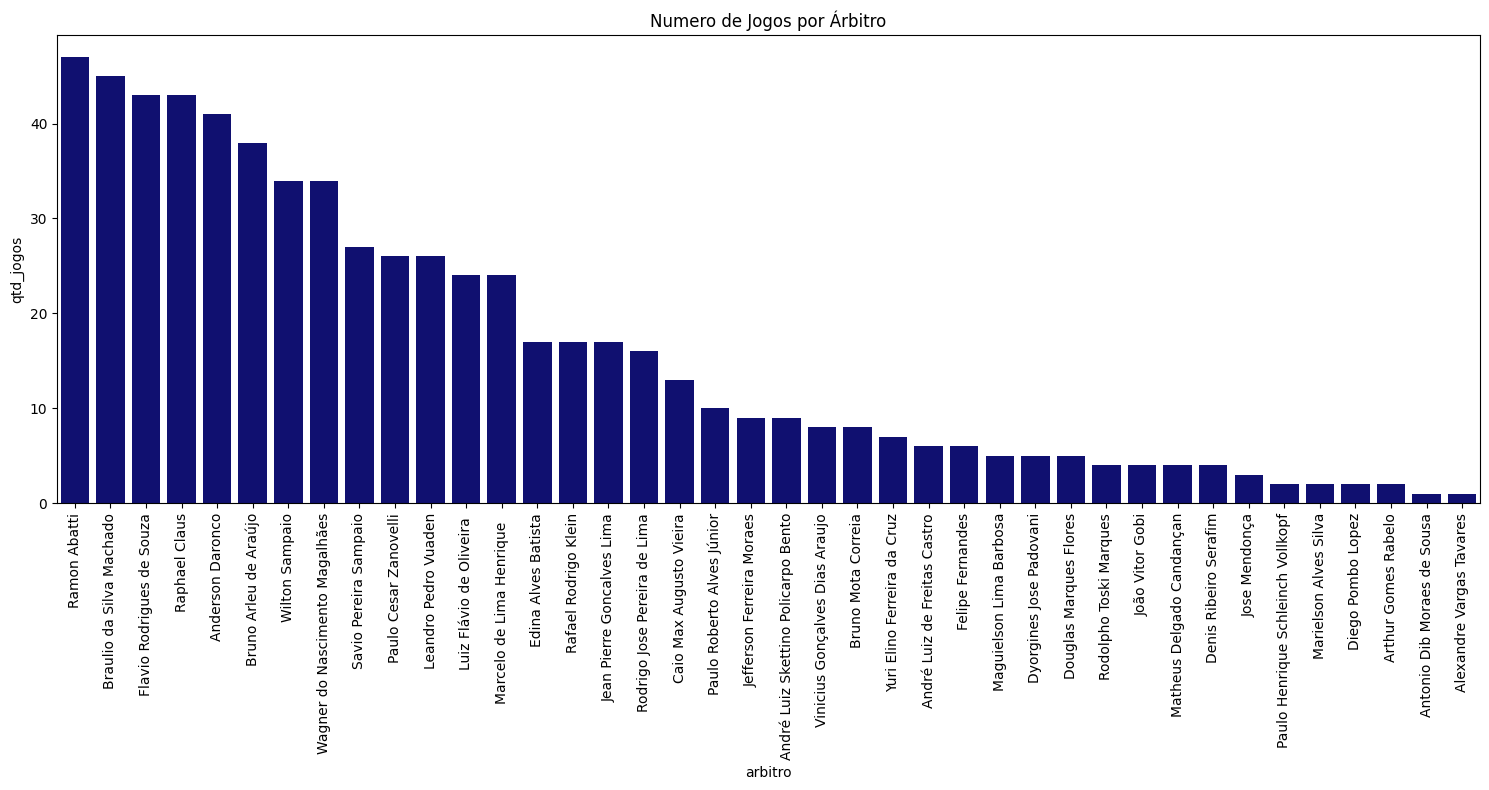 Numero de Jogos por Árbitro
qtd_jogos
40
30
20
10
0
Ramon Abatti
Braulio da Silva Machado
Flavio Rodrigues de Souza
Raphael Claus
Anderson Daronco
Bruno Arleu de Araújo
Wilton Sampaio
Wagner do Nascimento Magalhães
Savio Pereira Sampaio
Paulo Cesar Zanovelli
Leandro Pedro Vuaden
Luiz Flávio de Oliveira
Marcelo de Lima Henrique
Edina Alves Batista
Rafael Rodrigo Klein
Jean Pierre Goncalves Lima
Rodrigo Jose Pereira de Lima
Caio Max Augusto Vieira
Paulo Roberto Alves Júnior
Jefferson Ferreira Moraes
André Luiz Skettino Policarpo Bento
Vinicius Gonçalves Dias Araujo
Bruno Mota Correia
Yuri Elino Ferreira da Cruz
André Luiz de Freitas Castro
Felipe Fernandes
Maguielson Lima Barbosa
Dyorgines Jose Padovani
Douglas Marques Flores
Rodolpho Toski Marques
João Vitor Gobi
Matheus Delgado Candançan
Denis Ribeiro Serafim
Jose Mendonça
Paulo Henrique Schleinch Vollkopf
Marielson Alves Silva
Diego Pombo Lopez
Arthur Gomes Rabelo
Antonio Dib Moraes de Sousa
Alexandre Vargas Tavares
arbitro